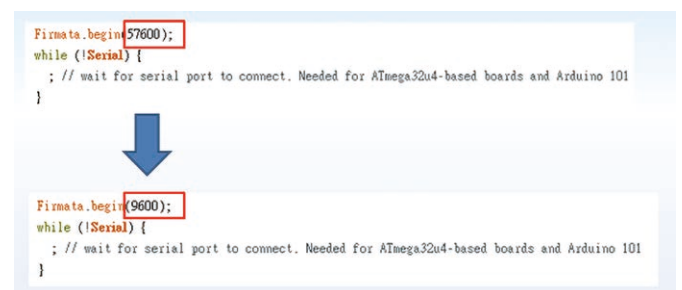 Firmata.begin(57600);
while (!Serial) {
; // wait for serial port to connect. Needed for ATmega32u4-based boards and Arduino 101
}
Firmata.begin(9600);
while (!Serial) {
; // wait for serial port to connect. Needed for ATmega32u4-based boards and Arduino 101
}